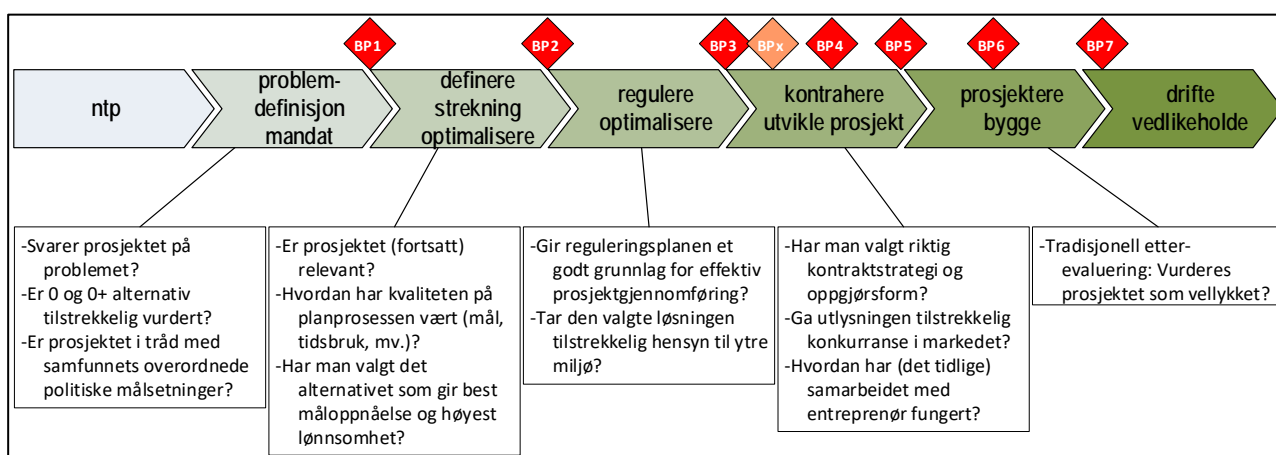 BP1
BP2
BP3
BPx
BP4
BP5
BP6
BP7
ntp
problem-
definisjon
mandat
definere
strekning
optimalisere
regulere
optimalisere
kontrahere
utvikle prosjekt
prosjektere
bygge
drifte
vedlikeholde
-Svarer prosjektet på
problemet?
-Er 0 og 0+ alternativ
tilstrekkelig vurdert?
-Er prosjektet i tråd med
samfunnets overordnede
politiske målsetninger?
-Er prosjektet (fortsatt)
relevant?
-Hvordan har kvaliteten på
planprosessen vært (mål,
tidsbruk, mv.)?
-Har man valgt det
alternativet som gir best
måloppnåelse og høyest
lønnsomhet?
-Gir reguleringsplanen et
godt grunnlag for effektiv
prosjektgjennomføring?
-Tar den valgte løsningen
tilstrekkelig hensyn til ytre
miljø?
-Har man valgt riktig
kontraktstrategi og
oppgjørsform?
-Ga utlysningen tilstrekkelig
konkurranse i markedet?
-Hvordan har (det tidlige)
samarbeidet med
entreprenør fungert?
-Tradisjonell etter-
evaluering: Vurderes
prosjektet som vellykket?